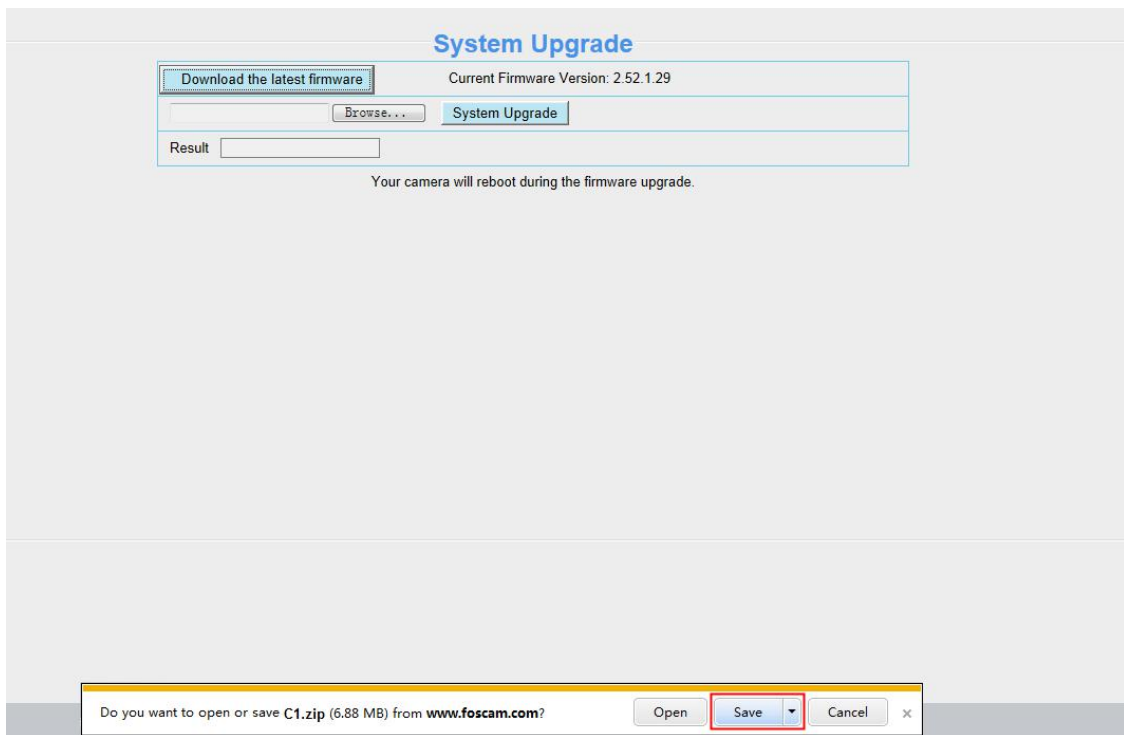 System Upgrade
Download the latest firmware Current Firmware Version: 2.52.1.29
Browse... System Upgrade
Result
Your camera will reboot during the firmware upgrade.
Do you want to open or save C1.zip (6.88 MB) from www.foscam.com? Open Save Cancel ×